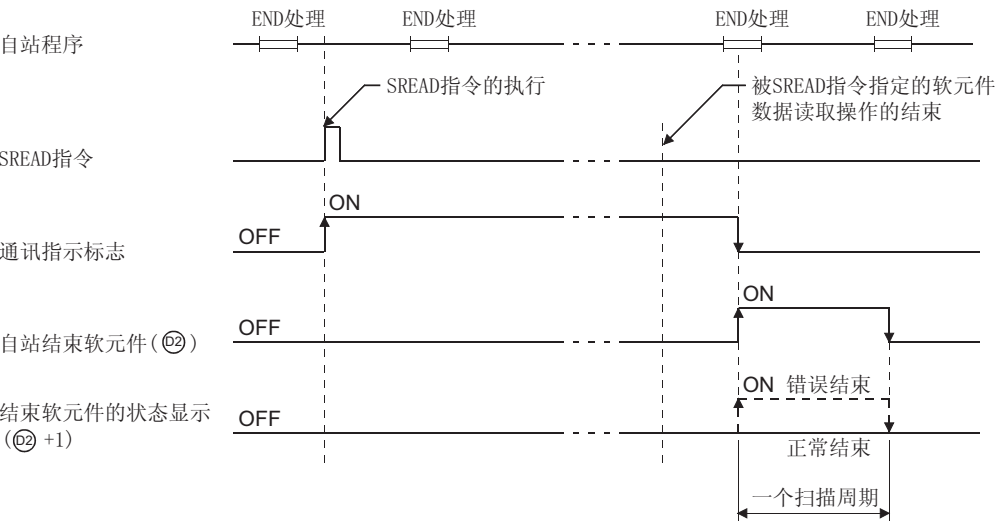 END处理 END处理 END处理 END处理
自站程序
SREAD指令的执行
被SREAD指令指定的软元件
数据读取操作的结束
SREAD指令
ON
OFF
通讯指示标志
ON
OFF
自站结束软元件(D2)
ON 错误结束
结束软元件的状态显示
OFF
(D2 +1)
正常结束
一个扫描周期